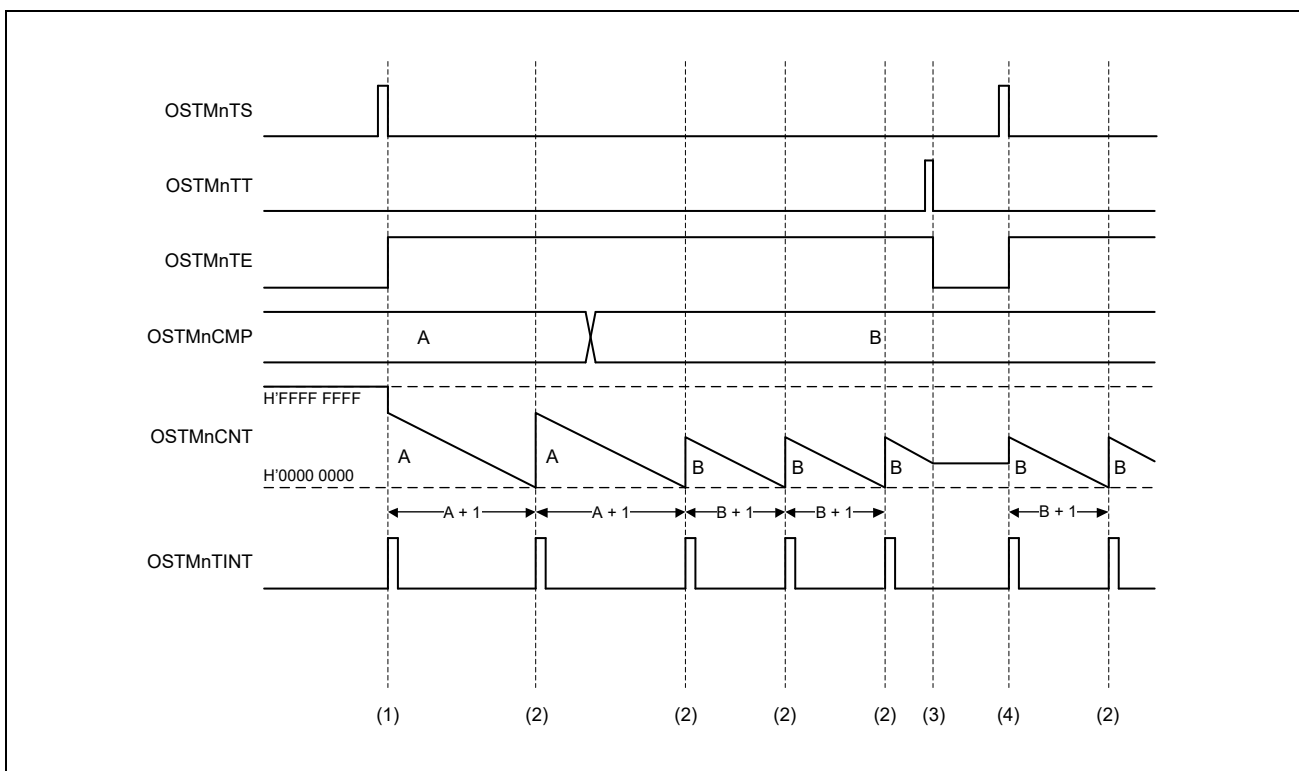 OSTMnTS
OSTMnTT
OSTMnTE
OSTMnCMP
A
B
H'FFFF FFFF
OSTMnCNT
A
A
B
B
B
B
B
H'0000 0000
A + 1
A + 1
B + 1
B + 1
B + 1
OSTMnTINT
(1)
(2)
(2)
(2)
(2)
(3)
(4)
(2)